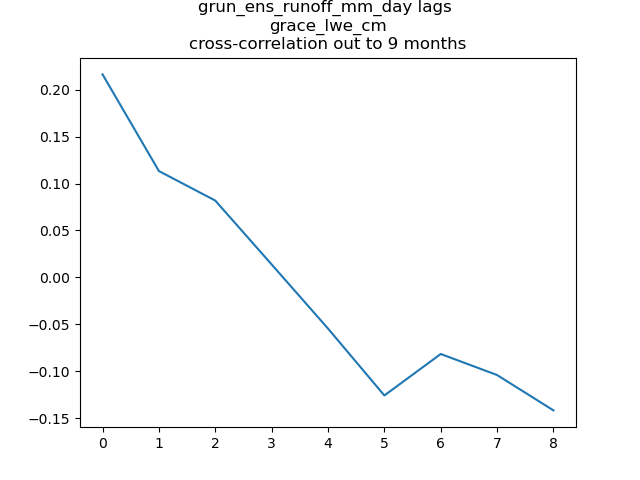 grun_ens_runoff_mm_day lags
grace_lwe_cm
cross-correlation out to 9 months
0.20
0.15
0.10
0.05
0.00
−0.05
−0.10
−0.15
0 1 2 3 4 5 6 7 8